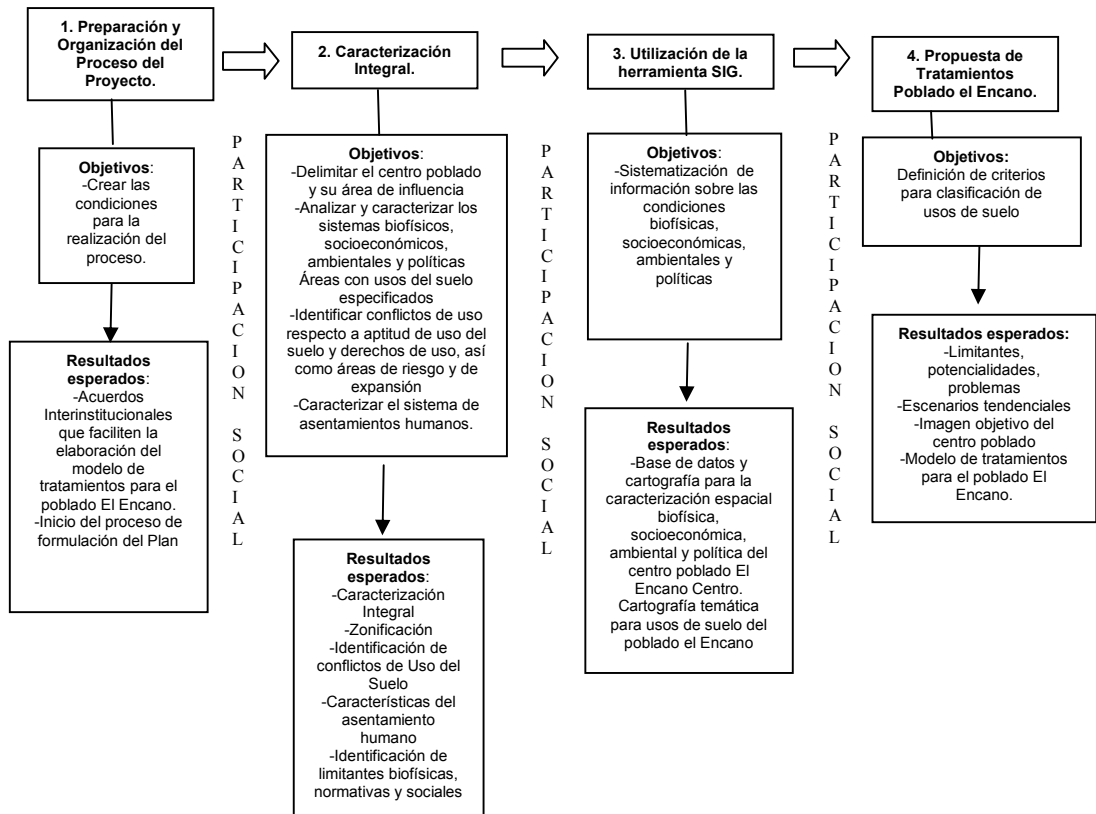 1. Preparación y
Organización del
Proceso del
Proyecto.
Objetivos:
-Crear las
condiciones
para la
realización del
proceso.
Resultados
esperados:
-Acuerdos
Interinstitucionales
que faciliten la
elaboración del
modelo de
tratamientos para el
poblado El Encano.
-Inicio del proceso de
formulación del Plan
PARTICIPACION SOCIAL
2. Caracterización
Integral.
Objetivos:
-Delimitar el centro poblado
y su área de influencia
-Analizar y caracterizar los
sistemas biofísicos,
socioeconómicos,
ambientales y políticas
Áreas con usos del suelo
especificados
-Identificar conflictos de uso
respecto a aptitud de uso del
suelo y derechos de uso, así
como áreas de riesgo y de
expansión
-Caracterizar el sistema de
asentamientos humanos.
Resultados
esperados:
-Caracterización
Integral
-Zonificación
-Identificación de
conflictos de Uso del
Suelo
-Características del
asentamiento
humano
-Identificación de
limitantes biofísicas,
normativas y sociales
PARTICIPACION SOCIAL
3. Utilización de la
herramienta SIG.
Objetivos:
-Sistematización de
información sobre las
condiciones
biofísicas,
socioeconómicas,
ambientales y
políticas
Resultados
esperados:
-Base de datos y
cartografía para la
caracterización espacial
biofísica,
socioeconómica,
ambiental y política del
centro poblado El
Encano Centro.
Cartografía temática
para usos de suelo del
poblado el Encano
PARTICIPACION SOCIAL
4. Propuesta de
Tratamientos
Poblado el Encano.
Objetivos:
Definición de criterios
para clasificación de
usos de suelo
Resultados esperados:
-Limitantes,
potencialidades,
problemas
-Escenarios tendenciales
-Imagen objetivo del
centro poblado
-Modelo de tratamientos
para el poblado El
Encano.